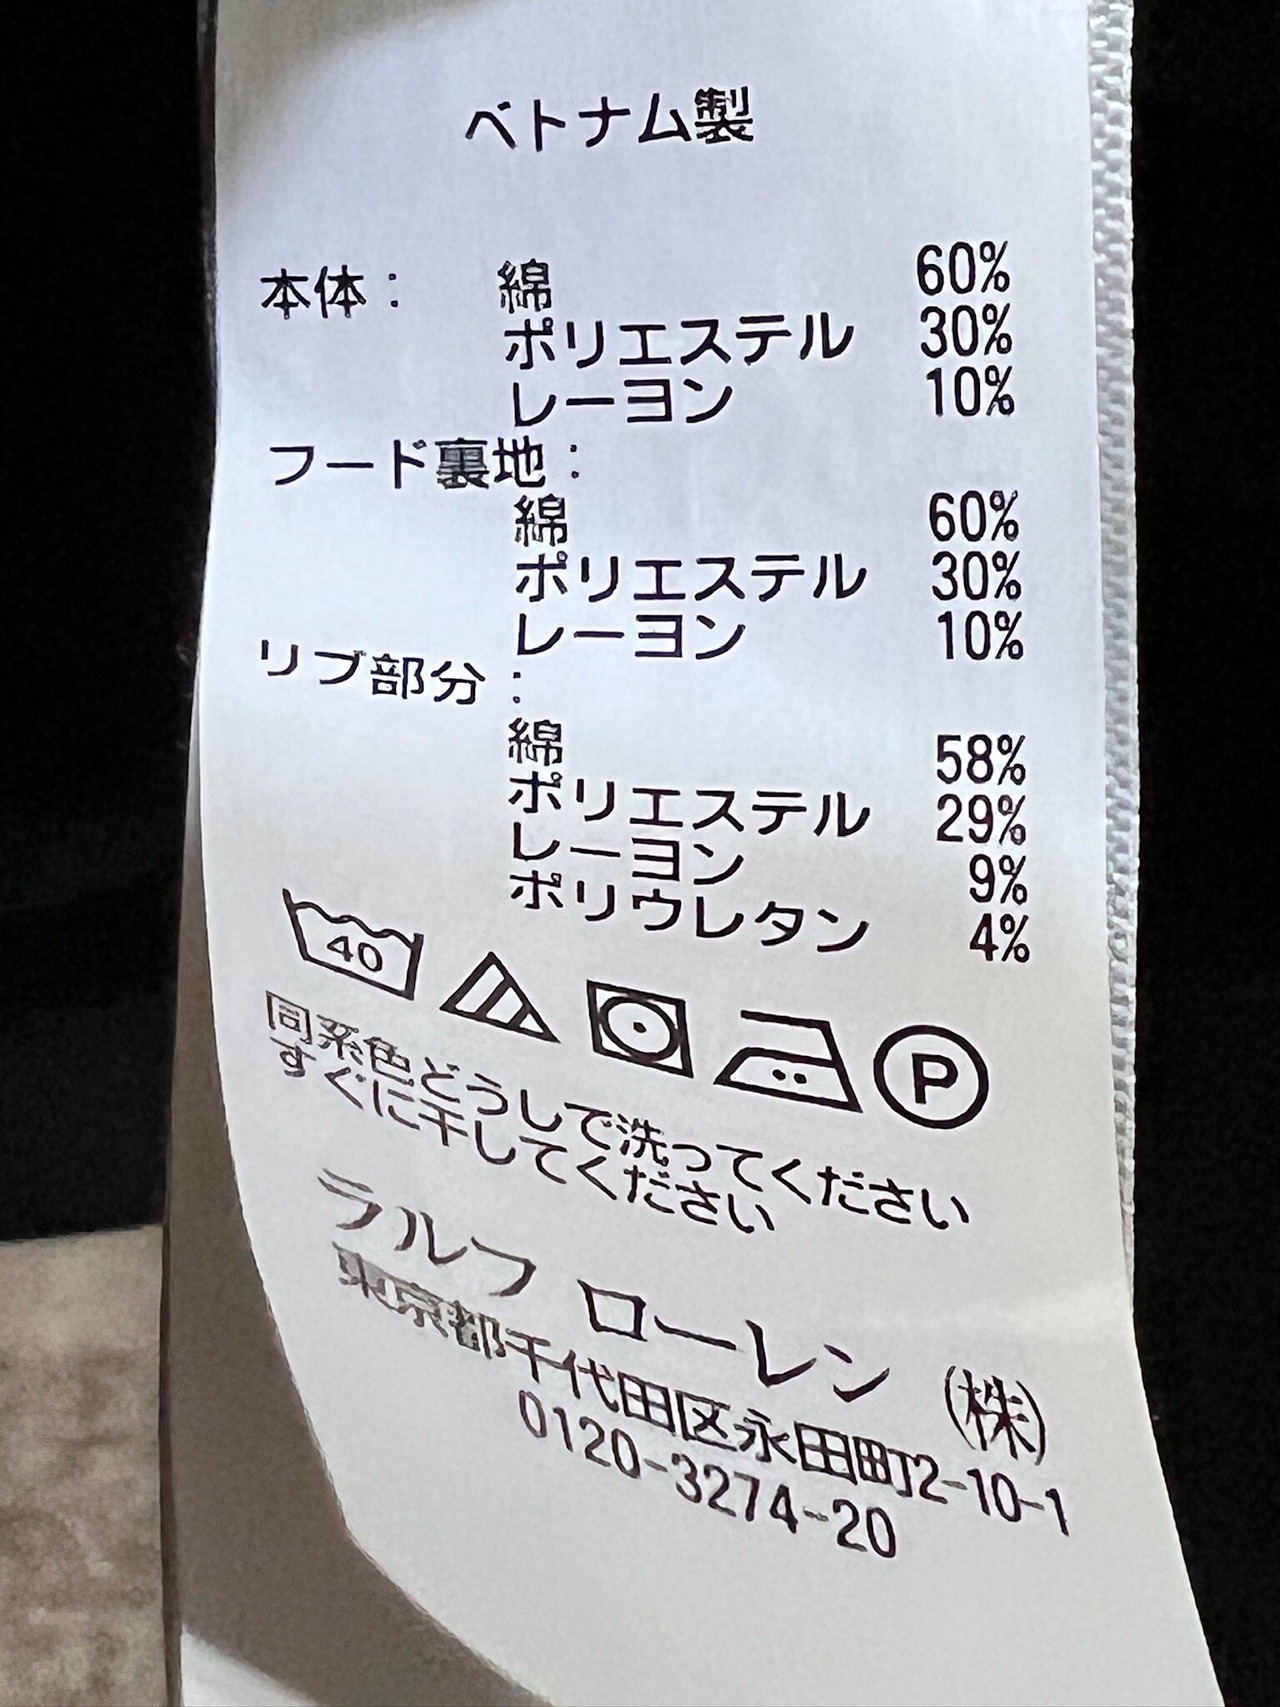 ベトナム製
本体： 綿 60%
ポリエステル 30%
レーヨン 10%
フード裏地：
綿 60%
ポリエステル 30%
レーヨン 10%
リブ部分：
綿 58%
ポリエステル 29%
レーヨン 9%
ポリウレタン 4%
40 P
同系色どうしで洗ってください
すぐに干してください
ラルフ ローレン (株)
東京都千代田区永田町2-10-1
0120-3274-20